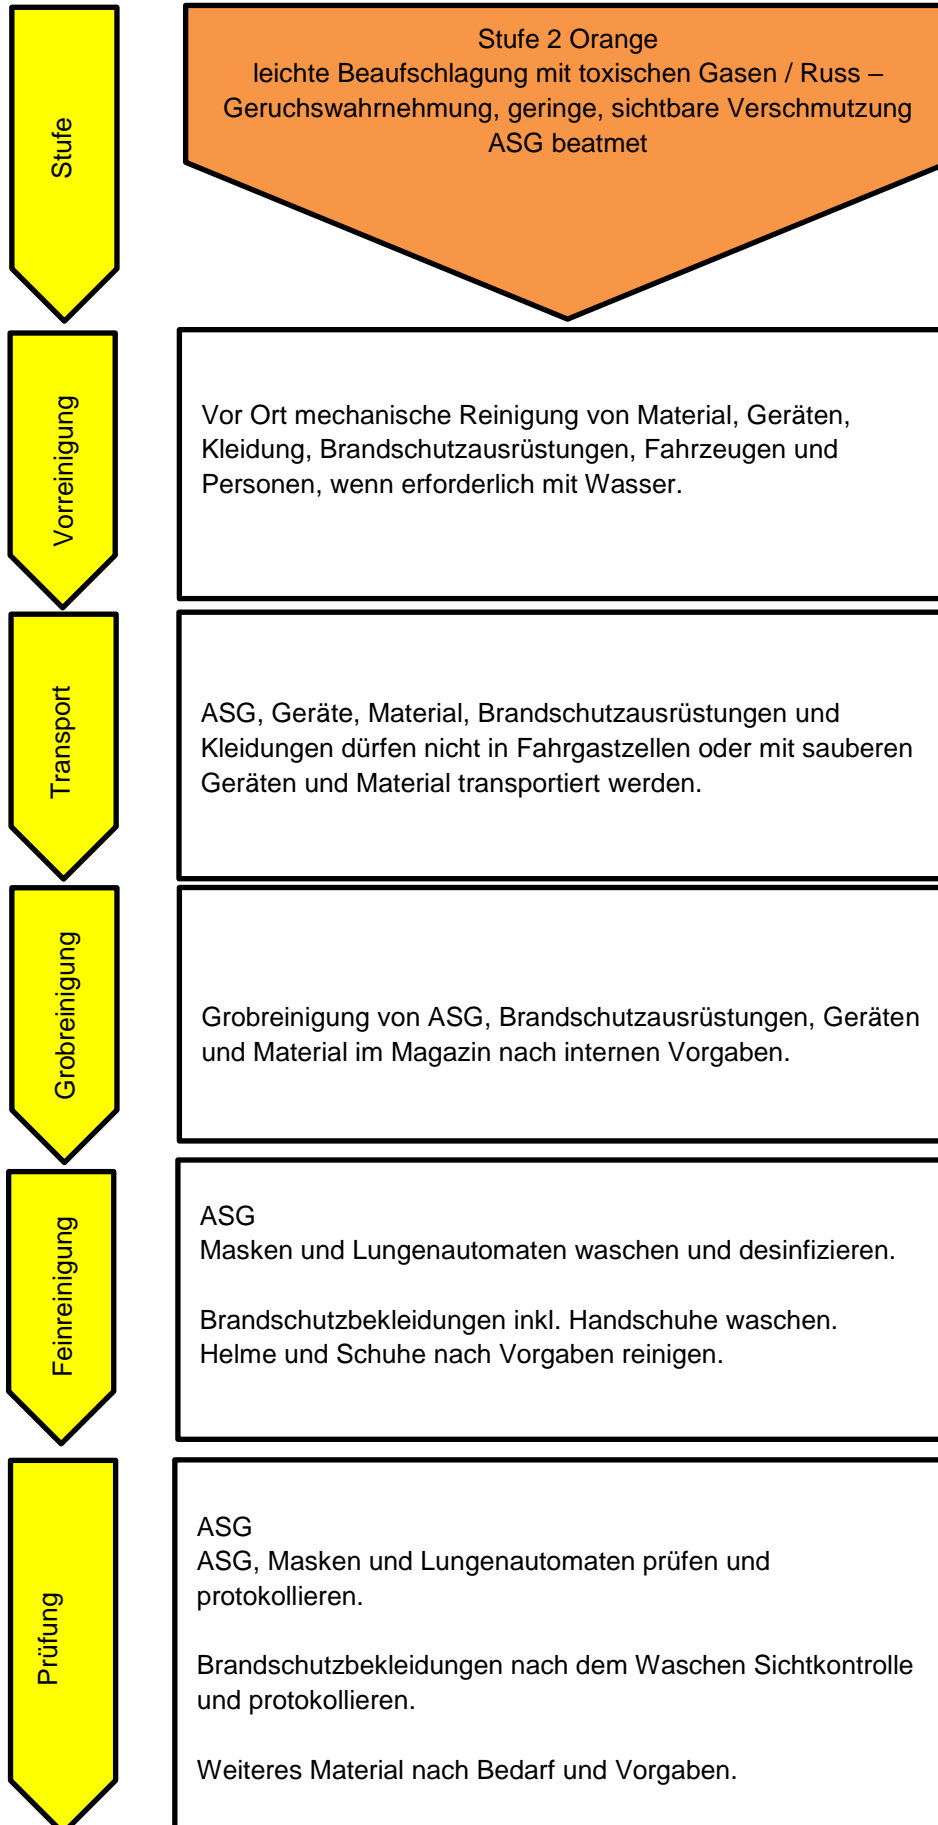 Stufe
Stufe 2 Orange
leichte Beaufschlagung mit toxischen Gasen / Russ –
Geruchswahrnehmung, geringe, sichtbare Verschmutzung
ASG beatmet
Vorreinigung
Vor Ort mechanische Reinigung von Material, Geräten,
Kleidung, Brandschutzausrüstungen, Fahrzeugen und
Personen, wenn erforderlich mit Wasser.
Transport
ASG, Geräte, Material, Brandschutzausrüstungen und
Kleidungen dürfen nicht in Fahrgastzellen oder mit sauberen
Geräten und Material transportiert werden.
Grobreinigung
Grobreinigung von ASG, Brandschutzausrüstungen, Geräten
und Material im Magazin nach internen Vorgaben.
Feinreinigung
ASG
Masken und Lungenautomaten waschen und desinfizieren.
Brandschutzbekleidungen inkl. Handschuhe waschen.
Helme und Schuhe nach Vorgaben reinigen.
Prüfung
ASG
ASG, Masken und Lungenautomaten prüfen und
protokollieren.
Brandschutzbekleidungen nach dem Waschen Sichtkontrolle
und protokollieren.
Weiteres Material nach Bedarf und Vorgaben.